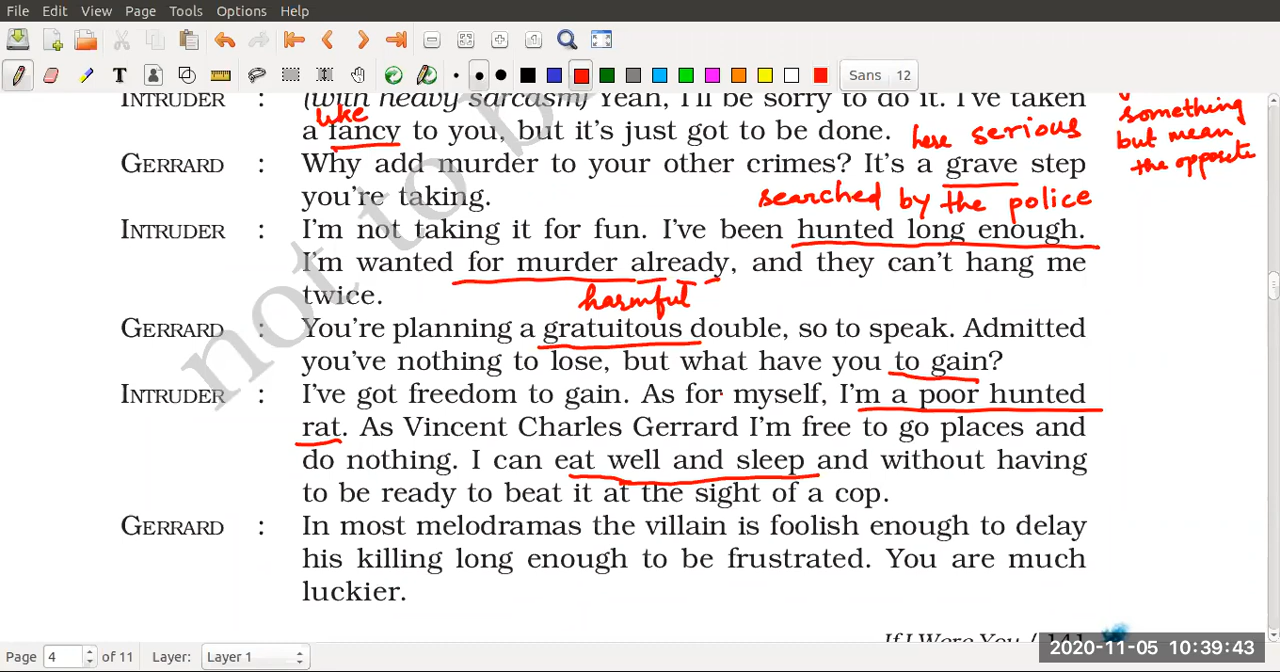 File Edit View Page Tools Options Help
Sans 12
INTRUDER : (with heavy sarcasm) Yeah, I'll be sorry to do it. I've taken
like
something
a fancy to you, but it's just got to be done.
here serious
but mean
the opposite
GERRARD : Why add murder to your other crimes? It's a grave step
you're taking.
searched by the police
INTRUDER : I'm not taking it for fun. I've been hunted long enough.
I'm wanted for murder already, and they can't hang me
twice.
harmful
GERRARD : You're planning a gratuitous double, so to speak. Admitted
you've nothing to lose, but what have you to gain?
INTRUDER : I've got freedom to gain. As for myself, I'm a poor hunted
rat. As Vincent Charles Gerrard I'm free to go places and
do nothing. I can eat well and sleep and without having
to be ready to beat it at the sight of a cop.
GERRARD : In most melodramas the villain is foolish enough to delay
his killing long enough to be frustrated. You are much
luckier.
not to b
If I Were You / 141
2020-11-05 10:39:43
Page 4 of 11 Layer: Layer 1